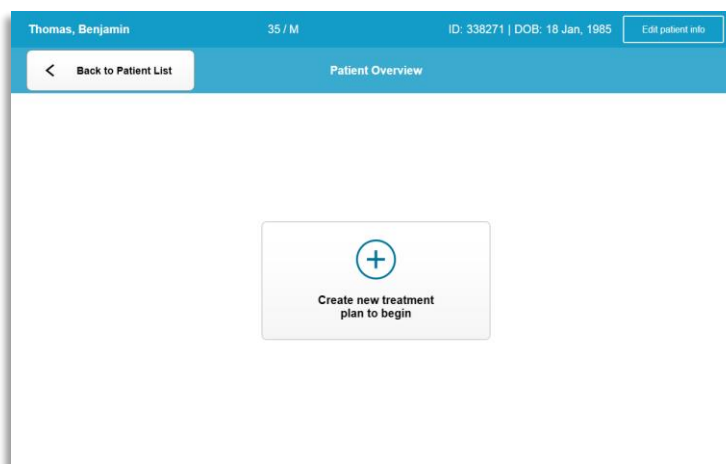 Thomas, Benjamin 35 / M ID: 338271 | DOB: 18 Jan, 1985 Edit patient info
Back to Patient List Patient Overview
Create new treatment
plan to begin